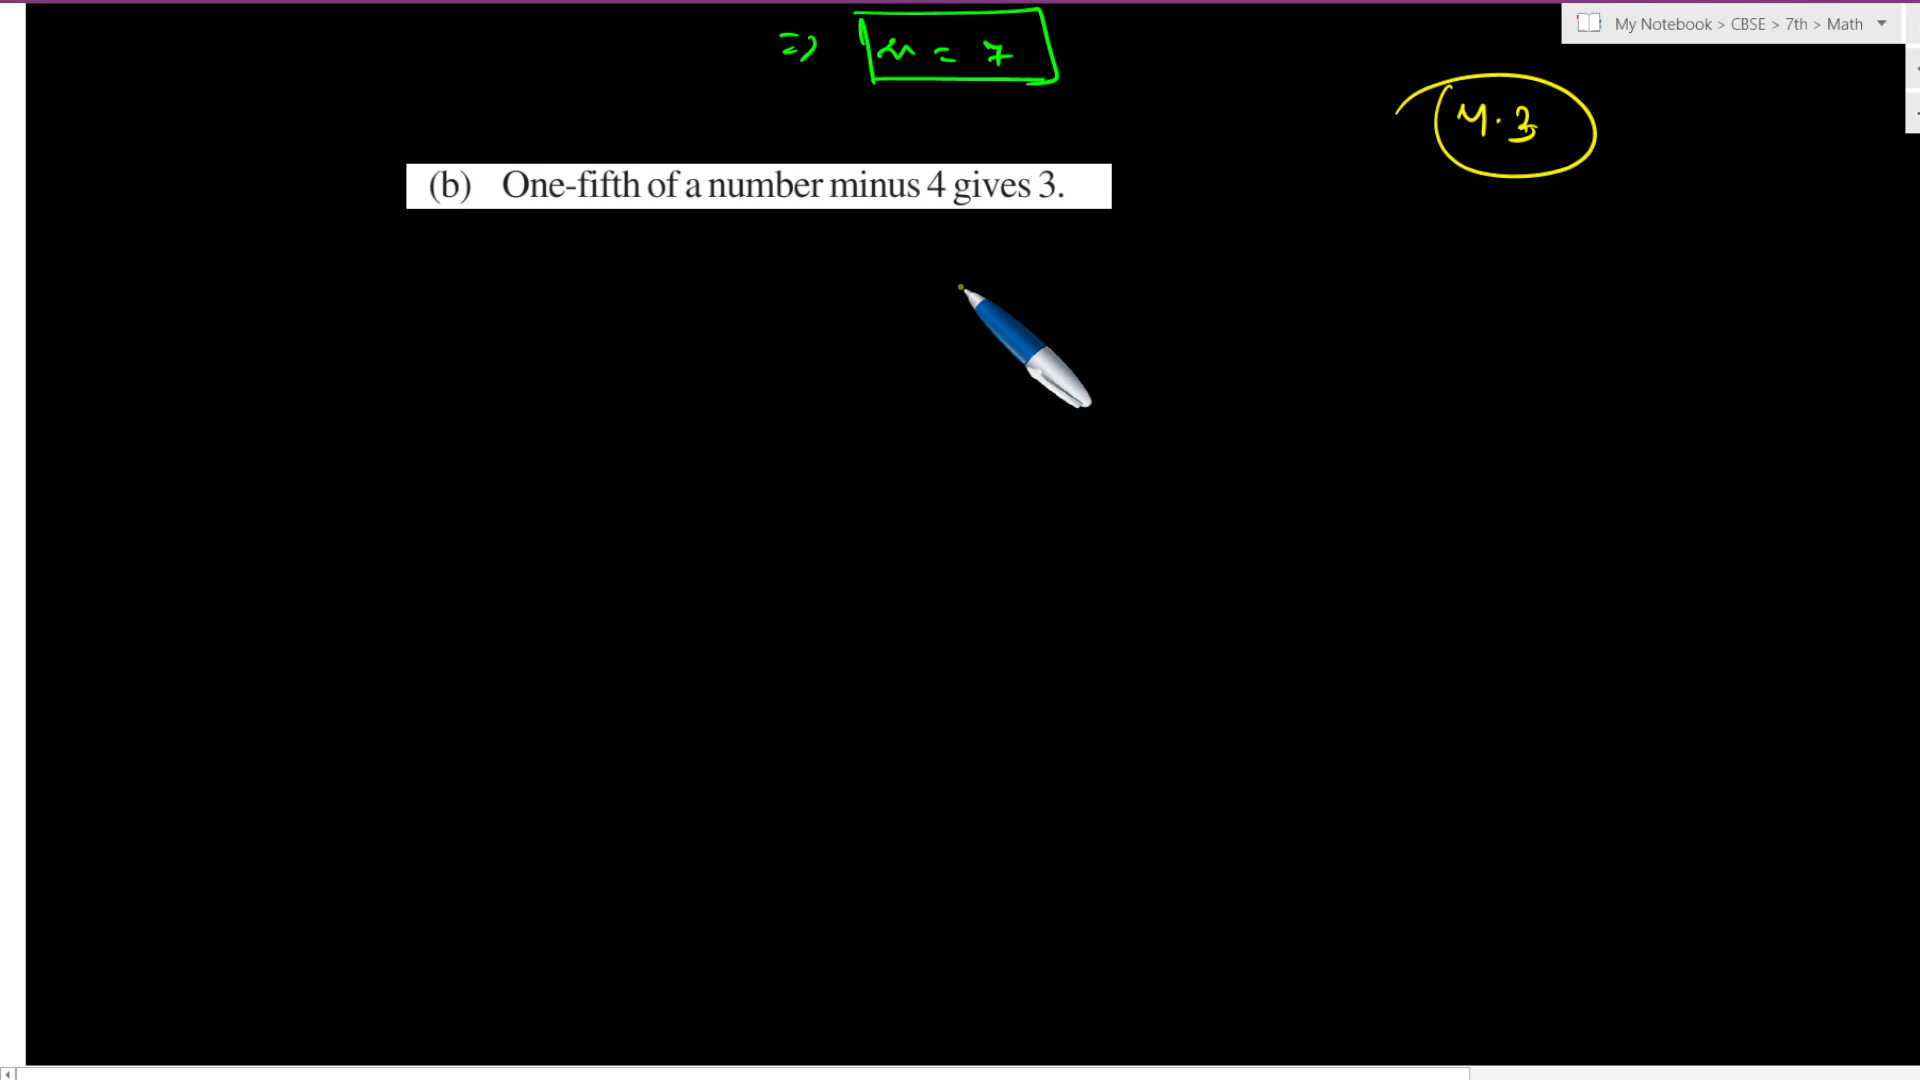 My Notebook > CBSE > 7th > Math
=> x = 7
4.3
(b) One-fifth of a number minus 4 gives 3.